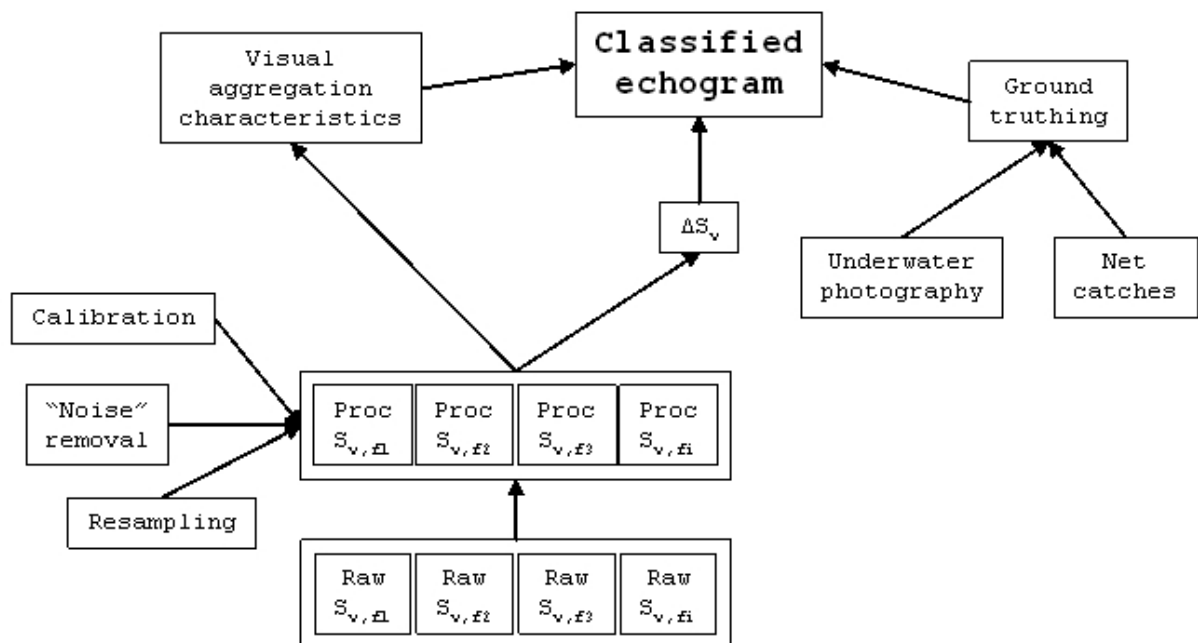 Classified
echogram
Visual
aggregation
characteristics
Ground
truthing
ΔSv
Underwater
photography
Net
catches
Calibration
“Noise”
removal
Resampling
Proc
Sv,f1
Proc
Sv,f2
Proc
Sv,f3
Proc
Sv,fi
Raw
Sv,f1
Raw
Sv,f2
Raw
Sv,f3
Raw
Sv,fi